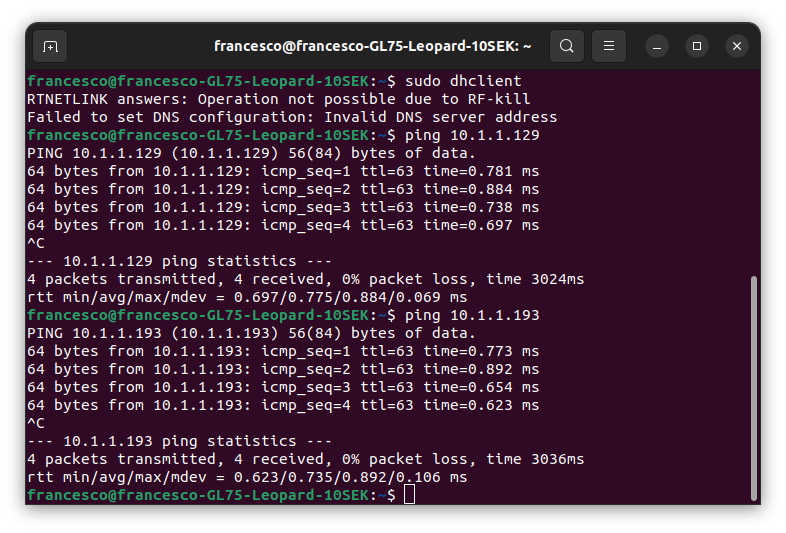 francesco@francesco-GL75-Leopard-10SEK: ~
francesco@francesco-GL75-Leopard-10SEK:~$ sudo dhclient
RTNETLINK answers: Operation not possible due to RF-kill
Failed to set DNS configuration: Invalid DNS server address
francesco@francesco-GL75-Leopard-10SEK:~$ ping 10.1.1.129
PING 10.1.1.129 (10.1.1.129) 56(84) bytes of data.
64 bytes from 10.1.1.129: icmp_seq=1 ttl=63 time=0.781 ms
64 bytes from 10.1.1.129: icmp_seq=2 ttl=63 time=0.884 ms
64 bytes from 10.1.1.129: icmp_seq=3 ttl=63 time=0.738 ms
64 bytes from 10.1.1.129: icmp_seq=4 ttl=63 time=0.697 ms
^C
--- 10.1.1.129 ping statistics ---
4 packets transmitted, 4 received, 0% packet loss, time 3024ms
rtt min/avg/max/mdev = 0.697/0.775/0.884/0.069 ms
francesco@francesco-GL75-Leopard-10SEK:~$ ping 10.1.1.193
PING 10.1.1.193 (10.1.1.193) 56(84) bytes of data.
64 bytes from 10.1.1.193: icmp_seq=1 ttl=63 time=0.773 ms
64 bytes from 10.1.1.193: icmp_seq=2 ttl=63 time=0.892 ms
64 bytes from 10.1.1.193: icmp_seq=3 ttl=63 time=0.654 ms
64 bytes from 10.1.1.193: icmp_seq=4 ttl=63 time=0.623 ms
^C
--- 10.1.1.193 ping statistics ---
4 packets transmitted, 4 received, 0% packet loss, time 3036ms
rtt min/avg/max/mdev = 0.623/0.735/0.892/0.106 ms
francesco@francesco-GL75-Leopard-10SEK:~$